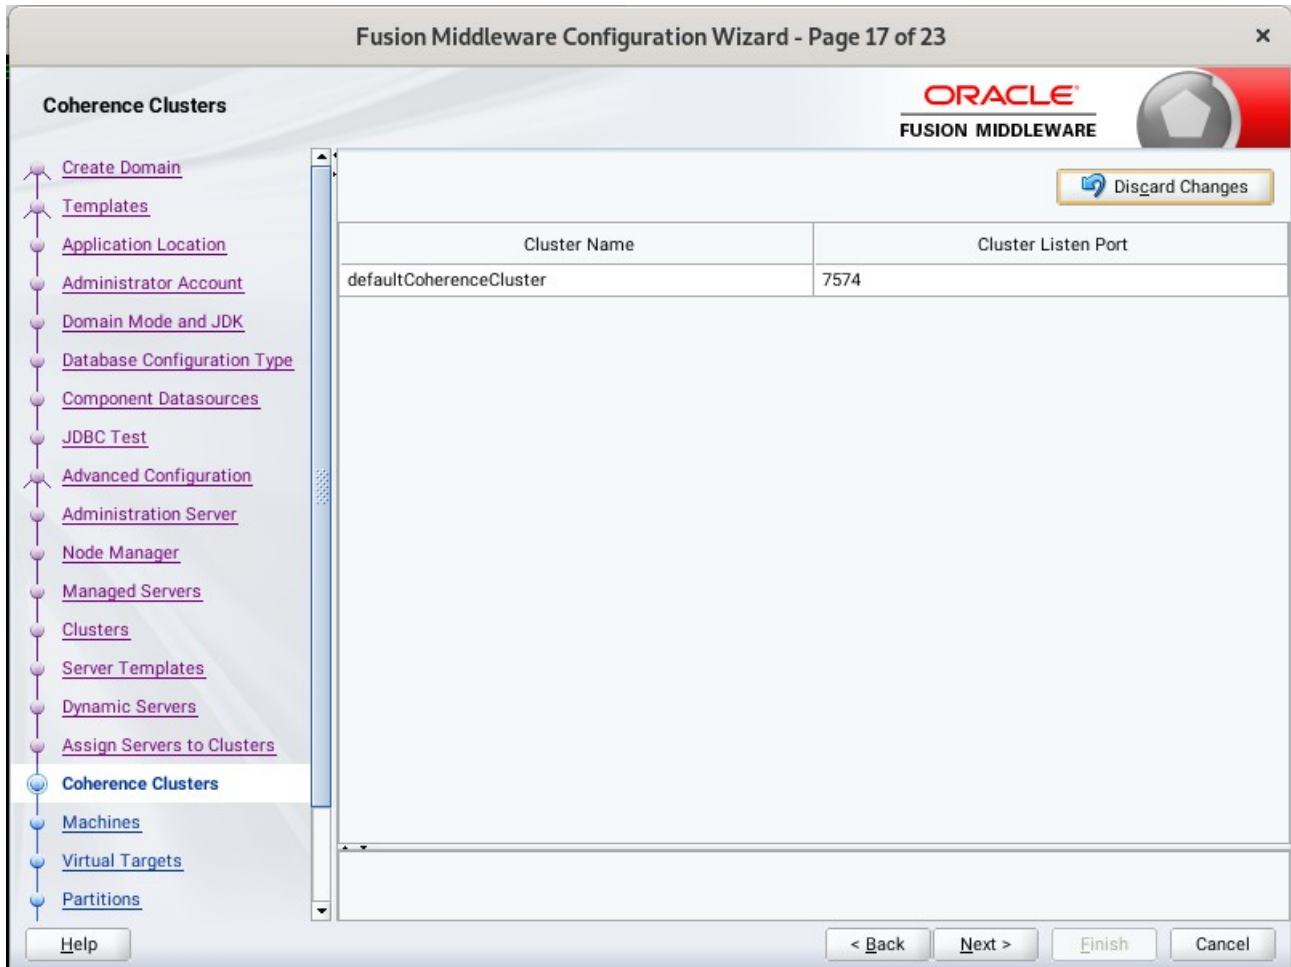 Fusion Middleware Configuration Wizard - Page 17 of 23
Coherence Clusters
ORACLE
FUSION MIDDLEWARE
Create Domain
Templates
Application Location
Administrator Account
Domain Mode and JDK
Database Configuration Type
Component Datasources
JDBC Test
Advanced Configuration
Administration Server
Node Manager
Managed Servers
Clusters
Server Templates
Dynamic Servers
Assign Servers to Clusters
Coherence Clusters
Machines
Virtual Targets
Partitions
Discard Changes
Cluster Name Cluster Listen Port
defaultCoherenceCluster 7574
Help < Back Next > Finish Cancel